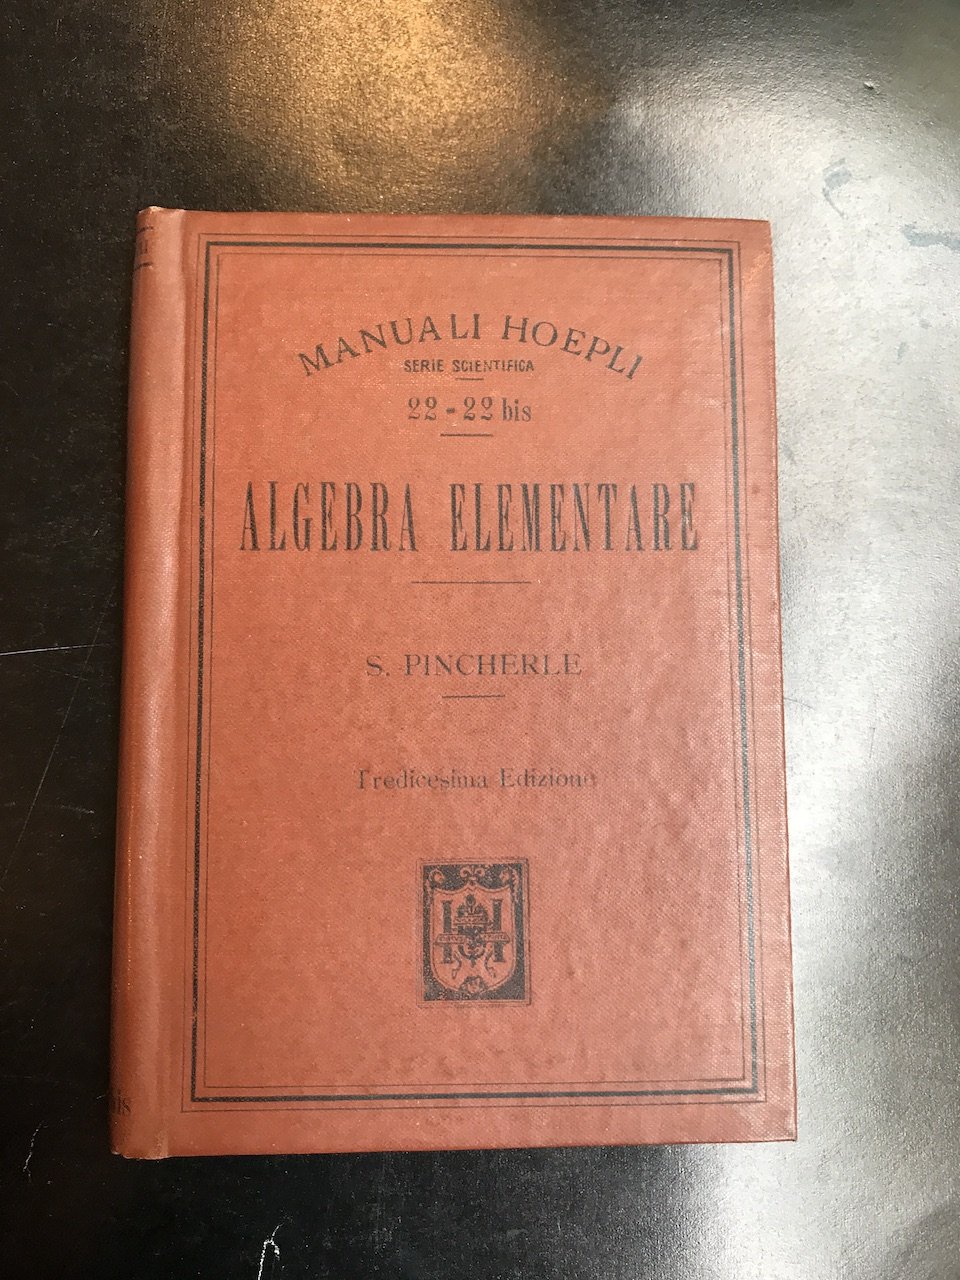 MANUALI HOEPLI
SERIE SCIENTIFICA
22-22 bis
ALGEBRA ELEMENTARE
S. PINCHERLE
Tredicesima Edizione
H